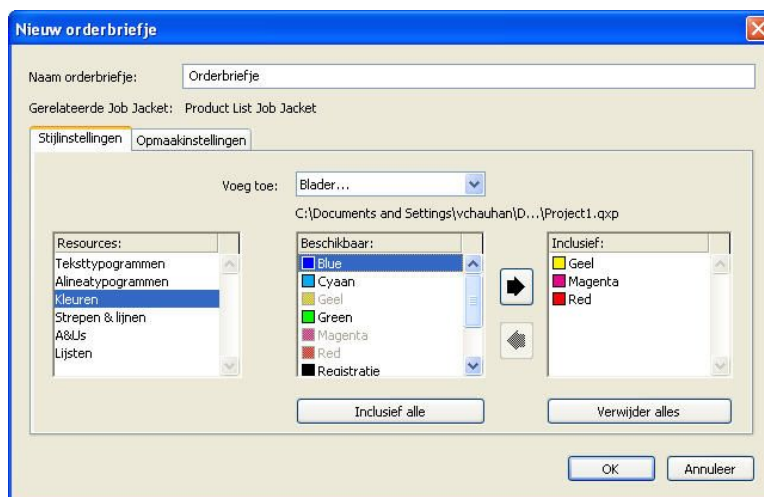 Nieuw orderbriefje
Naam orderbriefje: Orderbriefje
Gerelateerde Job Jacket: Product List Job Jacket
Stijlinstellingen Opmaakinstellingen
Voeg toe: Blader...
C:\Documents and Settings\vchauhan\D...\Project1.qxp
Resources:
Teksttypogrammen
Alineatypogrammen
Kleuren
Strepen & lijnen
A&U's
Lijsten
Beschikbaar:
Blue
Cyaan
Geel
Green
Magenta
Red
Registratie
Inclusief alle
Inclusief:
Geel
Magenta
Red
Verwijder alles
OK Annuleer